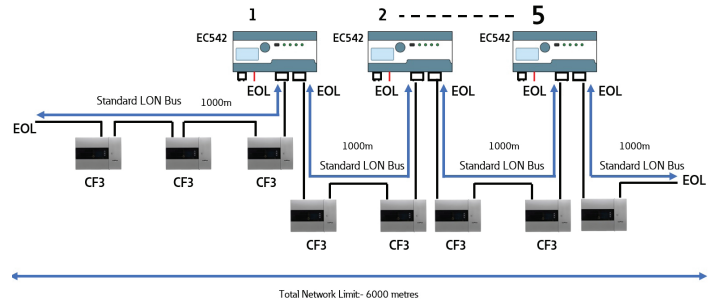 1
2
5
EC542
EC542
EC542
EOL
EOL
EOL
EOL
EOL
EOL
Standard LON Bus
1000m
EOL
1000m
Standard LON Bus
1000m
Standard LON Bus
1000m
Standard LON Bus
EOL
CF3
CF3
CF3
CF3
CF3
CF3
CF3
Total Network Limit:- 6000 metres